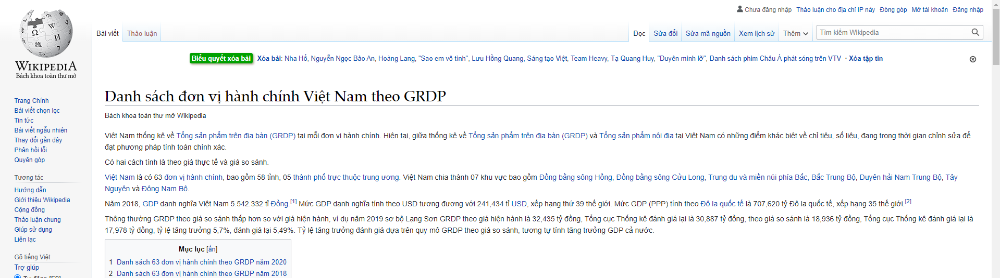 Chưa đăng nhập Thảo luận cho địa chỉ IP này Đóng góp Mở tài khoản Đăng nhập
Bài viết Thảo luận Đọc Sửa đổi Sửa mã nguồn Xem lịch sử Thêm Tìm kiếm Wikipedia
WIKIPEDIA
Bách khoa toàn thư mở
Biểu quyết xóa bài Xóa bài: Nha Hố, Nguyễn Ngọc Bảo An, Hoàng Lang, "Sao em vô tình", Lưu Hồng Quang, Sáng tạo Việt, Team Heavy, Tạ Quang Huy, "Duyên mình lỡ", Danh sách phim Châu Á phát sóng trên VTV · Xóa tập tin
Trang Chính
Bài viết chọn lọc
Tin tức
Bài viết ngẫu nhiên
Thay đổi gần đây
Phản hồi lỗi
Quyên góp
Tương tác
Hướng dẫn
Giới thiệu Wikipedia
Cộng đồng
Thảo luận chung
Giúp sử dụng
Liên lạc
Gõ tiếng Việt
Trợ giúp
Tự động [F9]
Danh sách đơn vị hành chính Việt Nam theo GRDP
Bách khoa toàn thư mở Wikipedia
Việt Nam thống kê về Tổng sản phẩm trên địa bàn (GRDP) tại mỗi đơn vị hành chính. Hiện tại, giữa thống kê về Tổng sản phẩm trên địa bàn (GRDP) và Tổng sản phẩm nội địa tại Việt Nam có những điểm khác biệt về chỉ tiêu, số liệu, đang trong thời gian chỉnh sửa để
đạt phương pháp tính toán chính xác.
Có hai cách tính là theo giá thực tế và giá so sánh.
Việt Nam là có 63 đơn vị hành chính, bao gồm 58 tỉnh, 05 thành phố trực thuộc trung ương. Việt Nam chia thành 07 khu vực bao gồm Đồng bằng sông Hồng, Đồng bằng sông Cửu Long, Trung du và miền núi phía Bắc, Bắc Trung Bộ, Duyên hải Nam Trung Bộ, Tây
Nguyên và Đông Nam Bộ.
Năm 2018, GDP danh nghĩa Việt Nam 5.542.332 tỉ Đồng.[1] Mức GDP danh nghĩa tính theo USD tương đương với 241,434 tỉ USD, xếp hạng thứ 39 thế giới. Mức GDP (PPP) tính theo Đô la quốc tế là 707,620 tỷ Đô la quốc tế, xếp hạng 35 thế giới.[2]
Thông thường GRDP theo giá so sánh thấp hơn so với giá hiện hành, ví dụ năm 2019 sơ bộ Lạng Sơn GRDP theo giá hiện hành là 32,435 tỷ đồng, Tổng cục Thống kê đánh giá lại là 30,887 tỷ đồng, theo giá so sánh là 18,936 tỷ đồng, Tổng cục Thống kê đánh giá lại là
17,978 tỷ đồng, tỷ lệ tăng trưởng 5,7%, đánh giá lại 5,49%. Tỷ lệ tăng trưởng đánh giá dựa trên quy mô GRDP theo giá so sánh, tương tự tính tăng trưởng GDP cả nước.
Mục lục [ẩn]
1 Danh sách 63 đơn vị hành chính theo GRDP năm 2020
2 Danh sách 63 đơn vị hành chính theo GRDP năm 2018